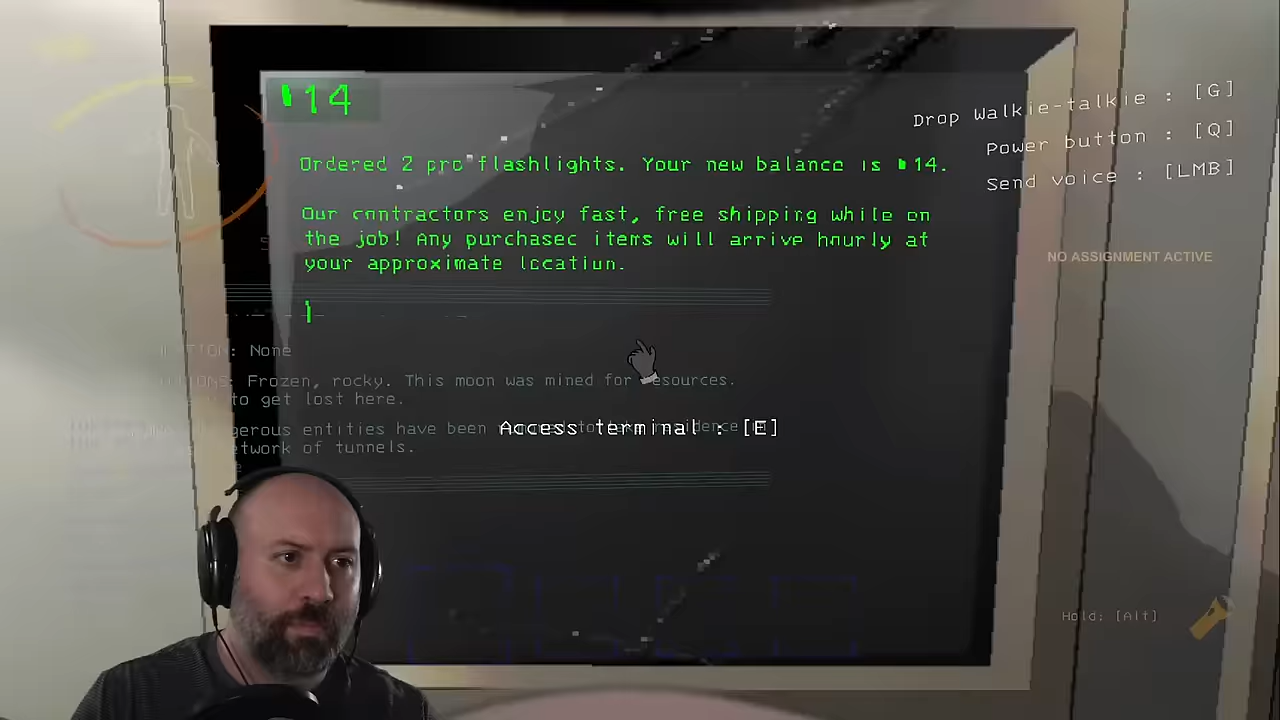 14
Drop Walkie-talkie : [G]
Power button : [Q]
Send voice : [LMB]
Ordered 2 pro flashlights. Your new balance is ▮14.
Our contractors enjoy fast, free shipping while on
the job! Any purchased items will arrive hourly at
your approximate location.
NO ASSIGNMENT ACTIVE
: None
: Frozen, rocky. This moon was mined for resources.
to get lost here.
entities have been
Access terminal : [E]
network of tunnels.
Hold: [Alt]